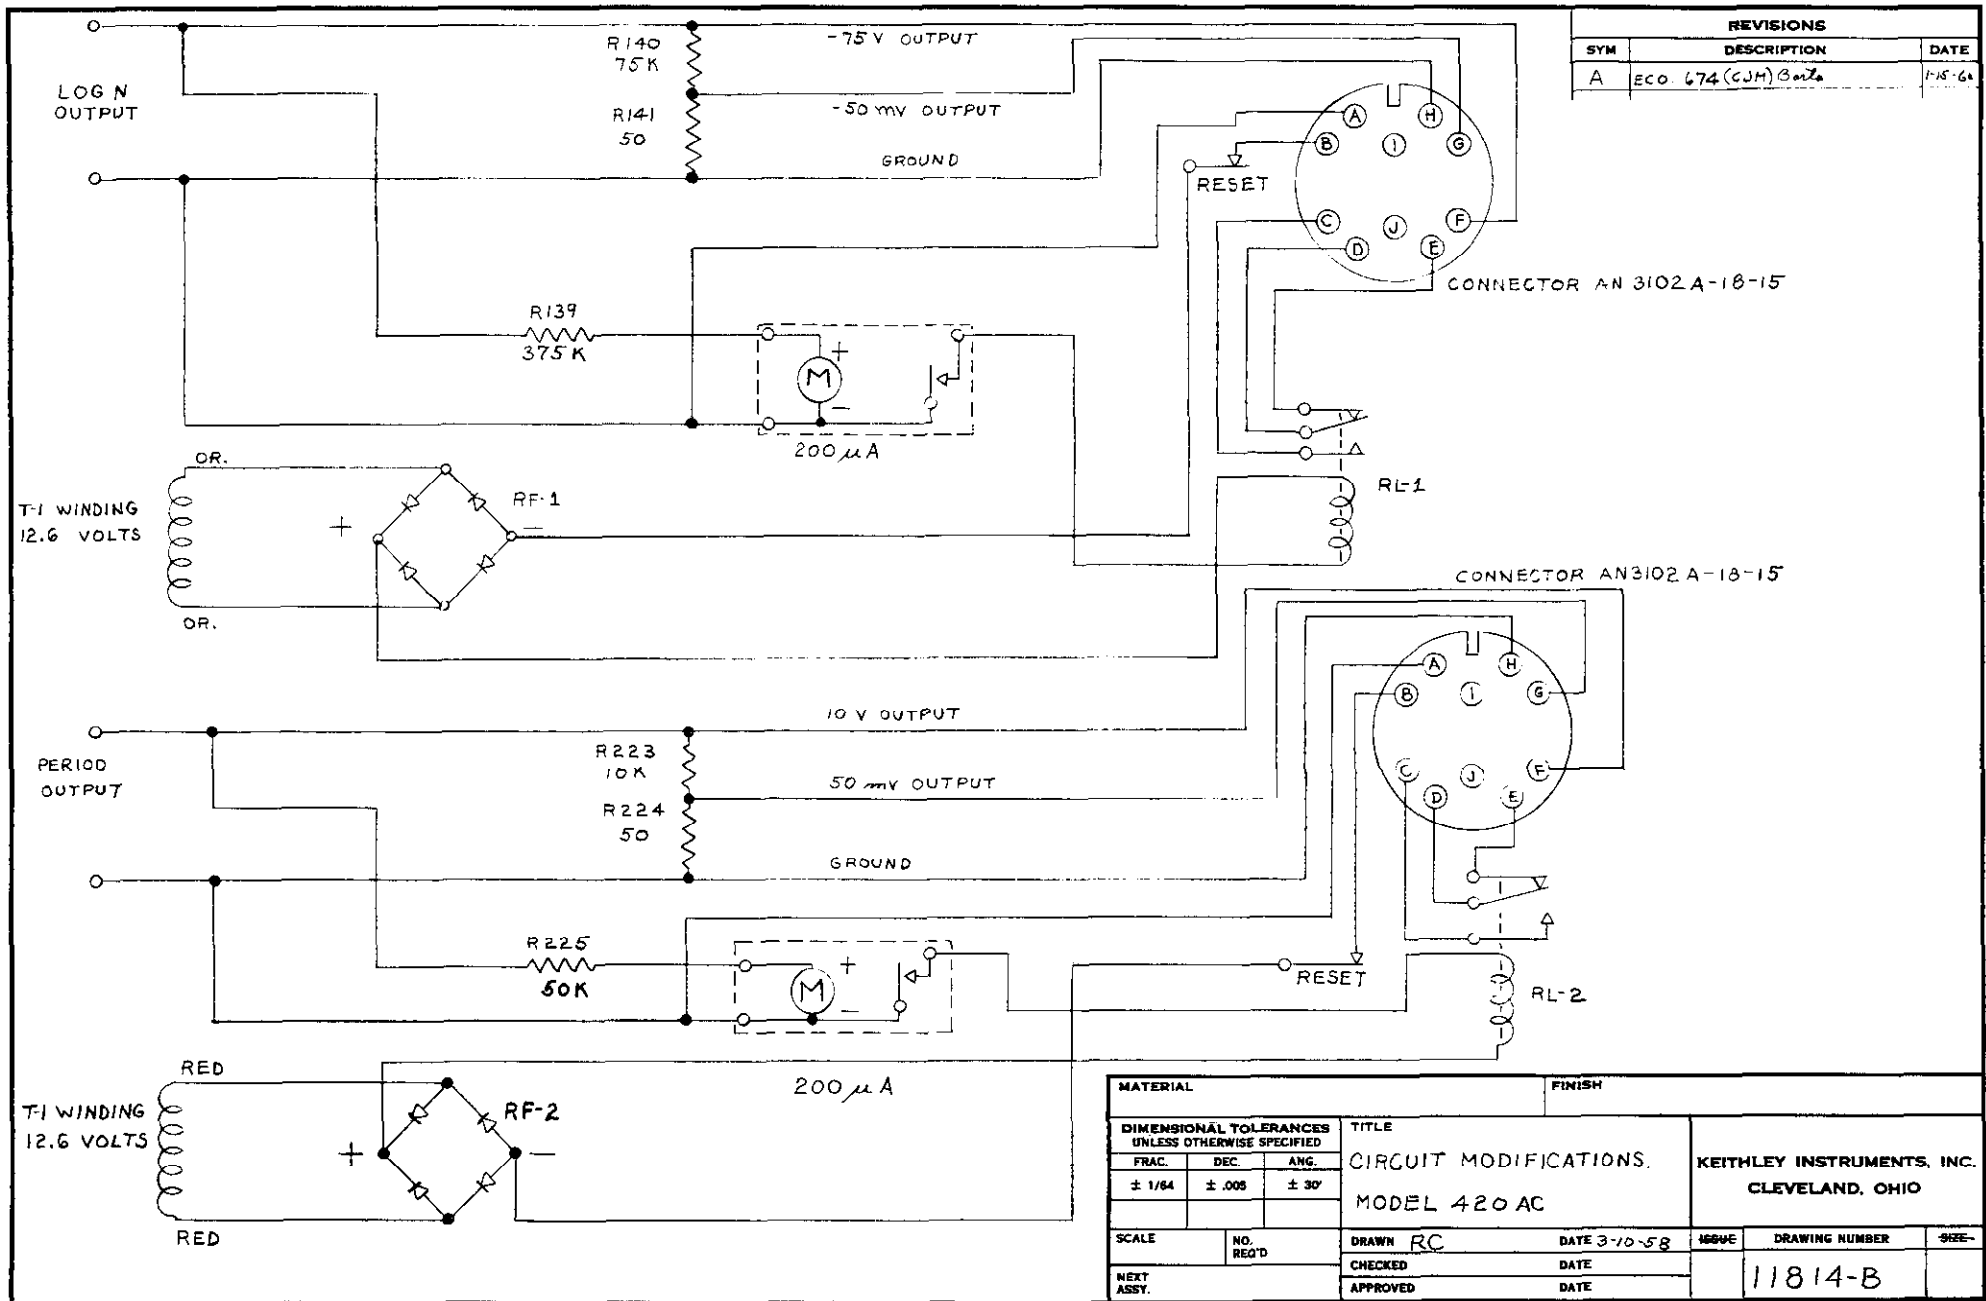 REVISIONS
SYM DESCRIPTION DATE
A ECO. 674 (CJM) 1-15-6
LOG N
OUTPUT
R140
75K
-75 V OUTPUT
R141
50
-50 mV OUTPUT
GROUND
A
H
B
I
G
RESET
C
J
F
D
E
CONNECTOR AN 3102 A-18-15
R139
375 K
M
+
-
200 μA
OR.
T-1 WINDING
12.6 VOLTS
OR.
+
RF-1
-
RL-1
CONNECTOR AN3102 A-18-15
A
H
B
I
G
C
J
F
D
E
PERIOD
OUTPUT
10 V OUTPUT
R223
10K
50 mV OUTPUT
R224
50
GROUND
R225
50K
M
+
-
200 μA
RESET
RL-2
RED
T-1 WINDING
12.6 VOLTS
RED
+
RF-2
-
MATERIAL FINISH
DIMENSIONAL TOLERANCES
UNLESS OTHERWISE SPECIFIED
FRAC. DEC. ANG.
± 1/64 ± .005 ± 30'
TITLE
CIRCUIT MODIFICATIONS.
MODEL 420 AC
KEITHLEY INSTRUMENTS, INC.
CLEVELAND, OHIO
SCALE
NO.
REQ'D
NEXT
ASSY.
DRAWN RC DATE 3-10-58
CHECKED DATE
APPROVED DATE
ISSUE DRAWING NUMBER SIZE
11814-B